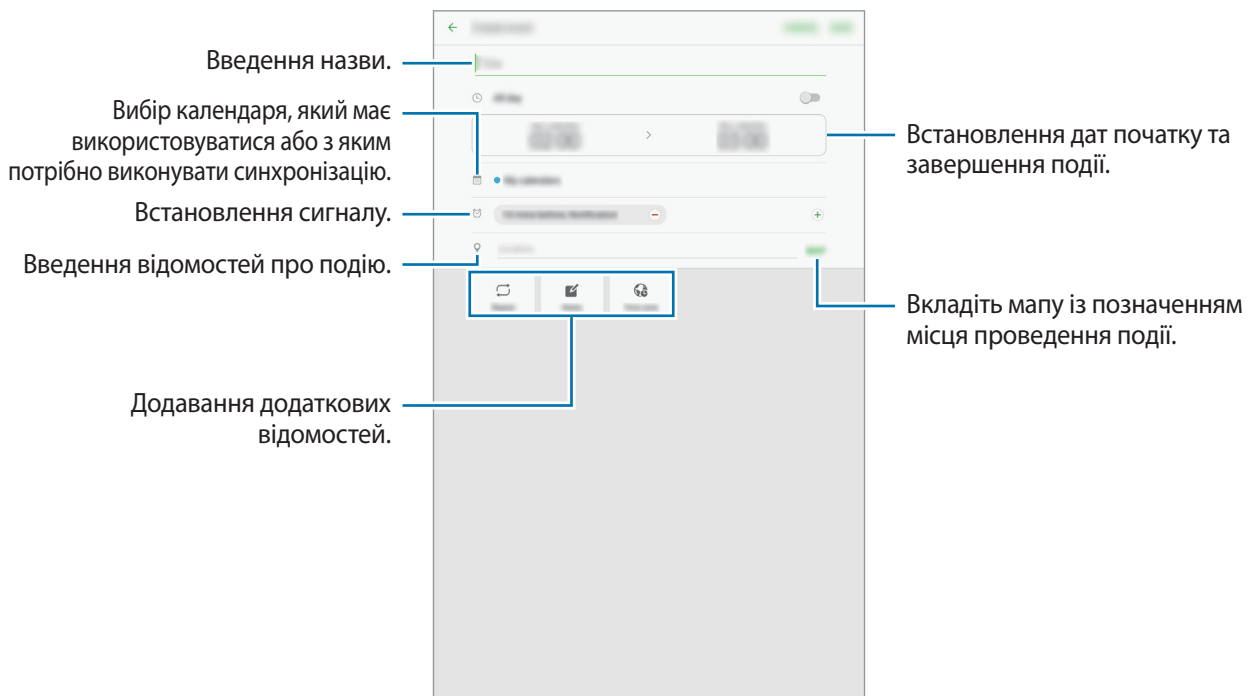 Введення назви.
Вибір календаря, який має
використовуватися або з яким
потрібно виконувати синхронізацію.
Встановлення сигналу.
Введення відомостей про подію.
Додавання додаткових
відомостей.
Встановлення дат початку та
завершення події.
Вкладіть мапу із позначенням
місця проведення події.